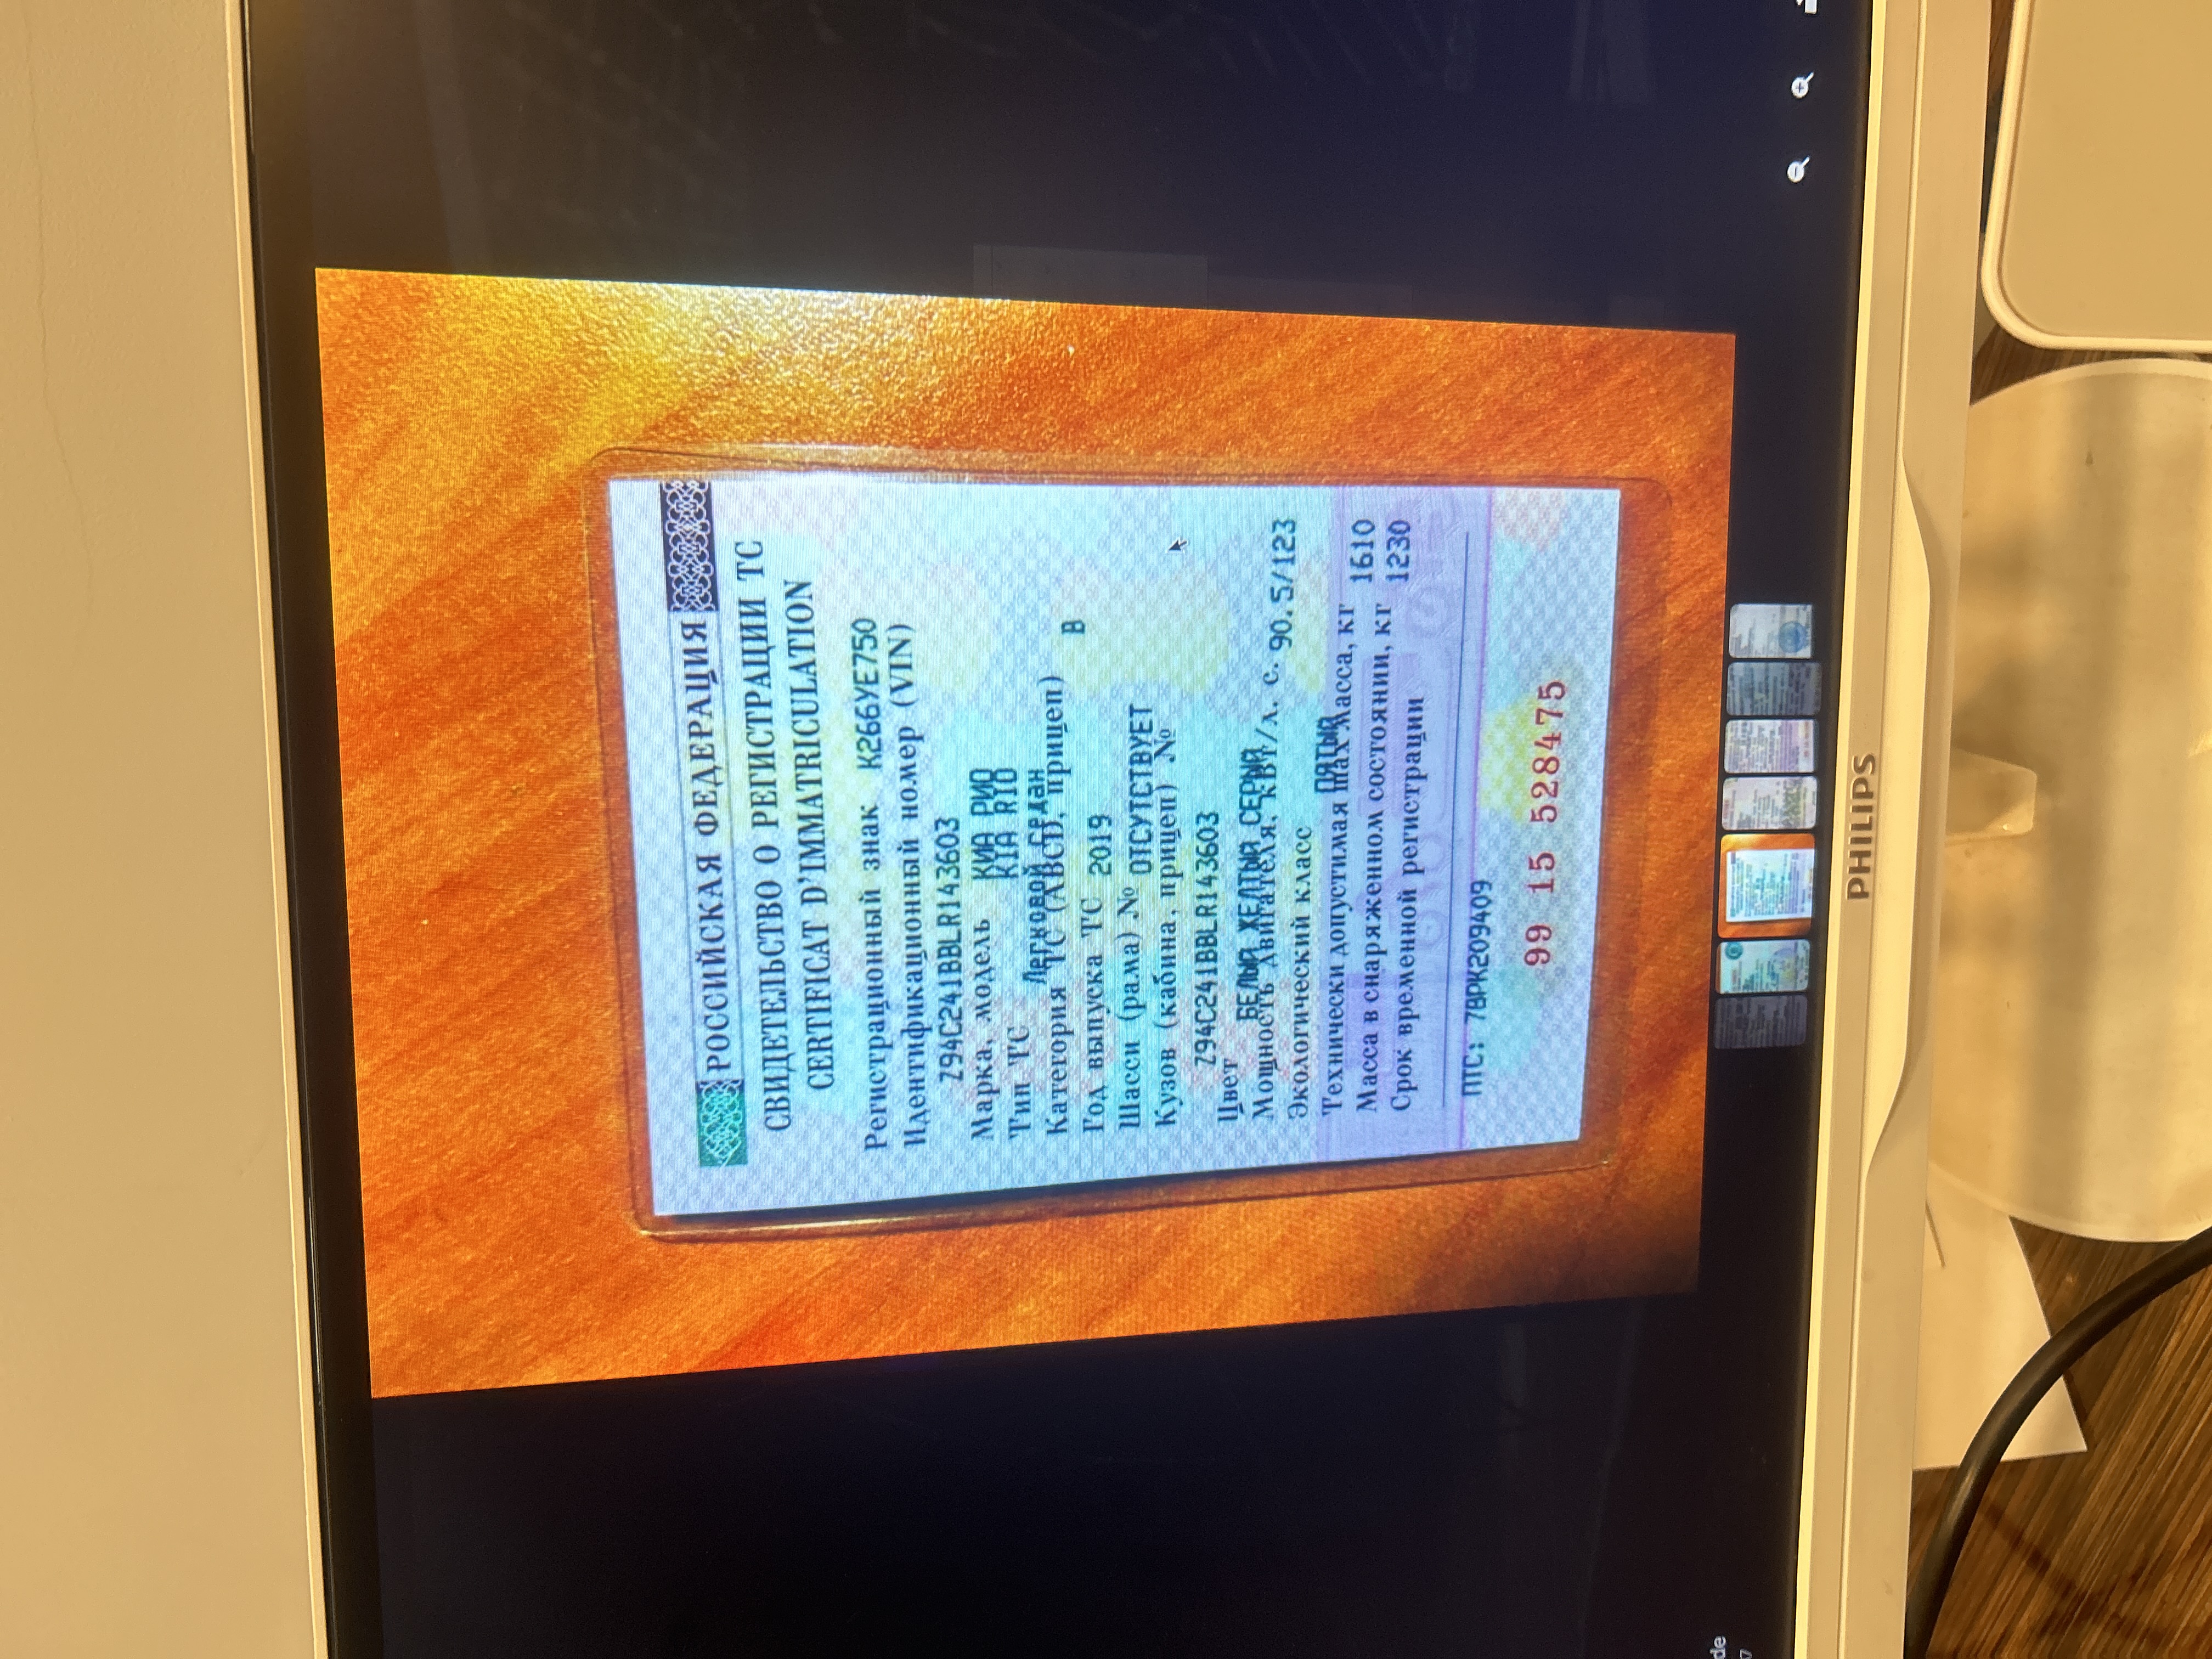 РОССИЙСКАЯ ФЕДЕРАЦИЯ
СВИДЕТЕЛЬСТВО О РЕГИСТРАЦИИ ТС
CERTIFICAT D'IMMATRICULATION
Регистрационный знак К266УЕ750
Идентификационный номер (VIN)
Z94C241BBLR143603
Марка, модель КИА РИО
KIA RIO
Тип ТС
Легковой седан
Категория ТС (ABCD, прицеп) B
Год выпуска ТС 2019
Шасси (рама) № ОТСУТСТВУЕТ
Кузов (кабина, прицеп) №
Z94C241BBLR143603
Цвет
БЕЛЫЙ ЖЕЛТЫЙ СЕРЫЙ
Мощность двигателя, кВт/л. с. 90.5/123
Экологический класс
ПЯТЫЙ
Технически допустимая max масса, кг 1610
Масса в снаряженном состоянии, кг 1230
Срок временной регистрации
ПТС: 78РК209409
99 15 528475
de
PHILIPS